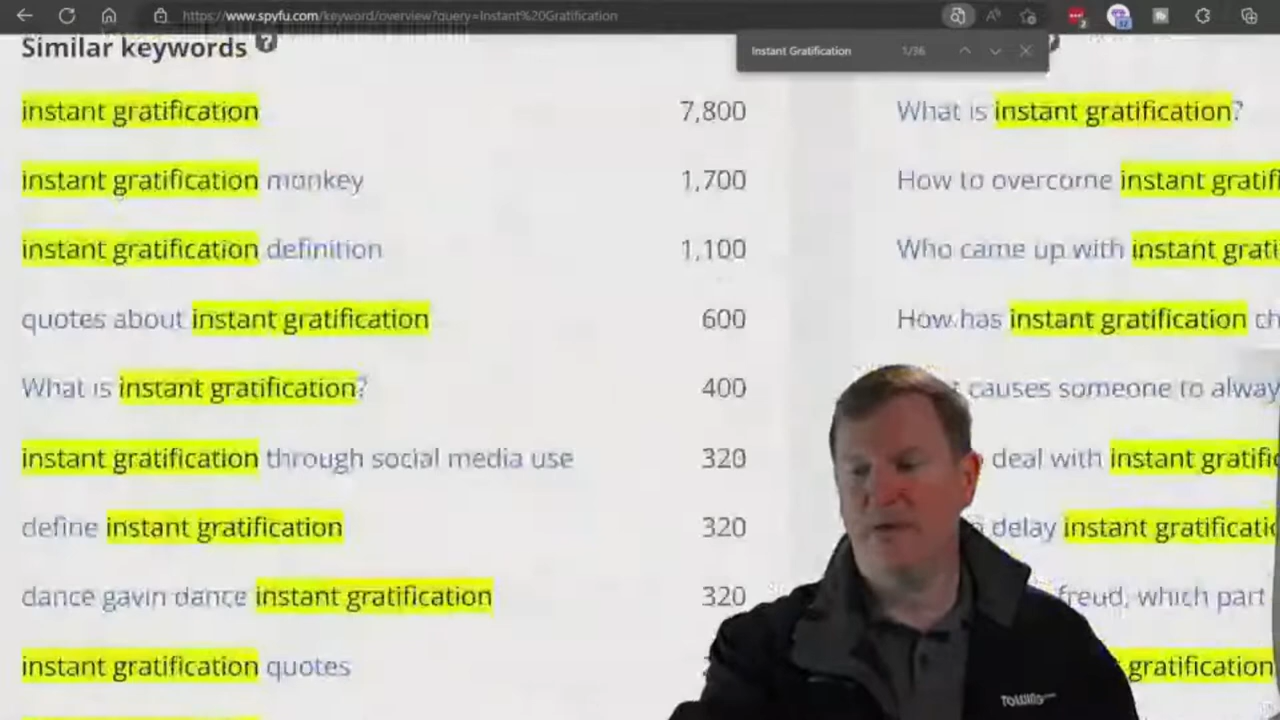 https://www.spyfu.com/keyword/overview?query=Instant%20Gratification
Similar keywords ?
Instant Gratification 1/36
instant gratification 7,800
instant gratification monkey 1,700
instant gratification definition 1,100
quotes about instant gratification 600
What is instant gratification? 400
instant gratification through social media use 320
define instant gratification 320
dance gavin dance instant gratification 320
instant gratification quotes
What is instant gratification?
How to overcome instant gratif
Who came up with instant grati
How has instant gratification ch
causes someone to alway
deal with instant gratific
delay instant gratificati
freud, which part
gratification